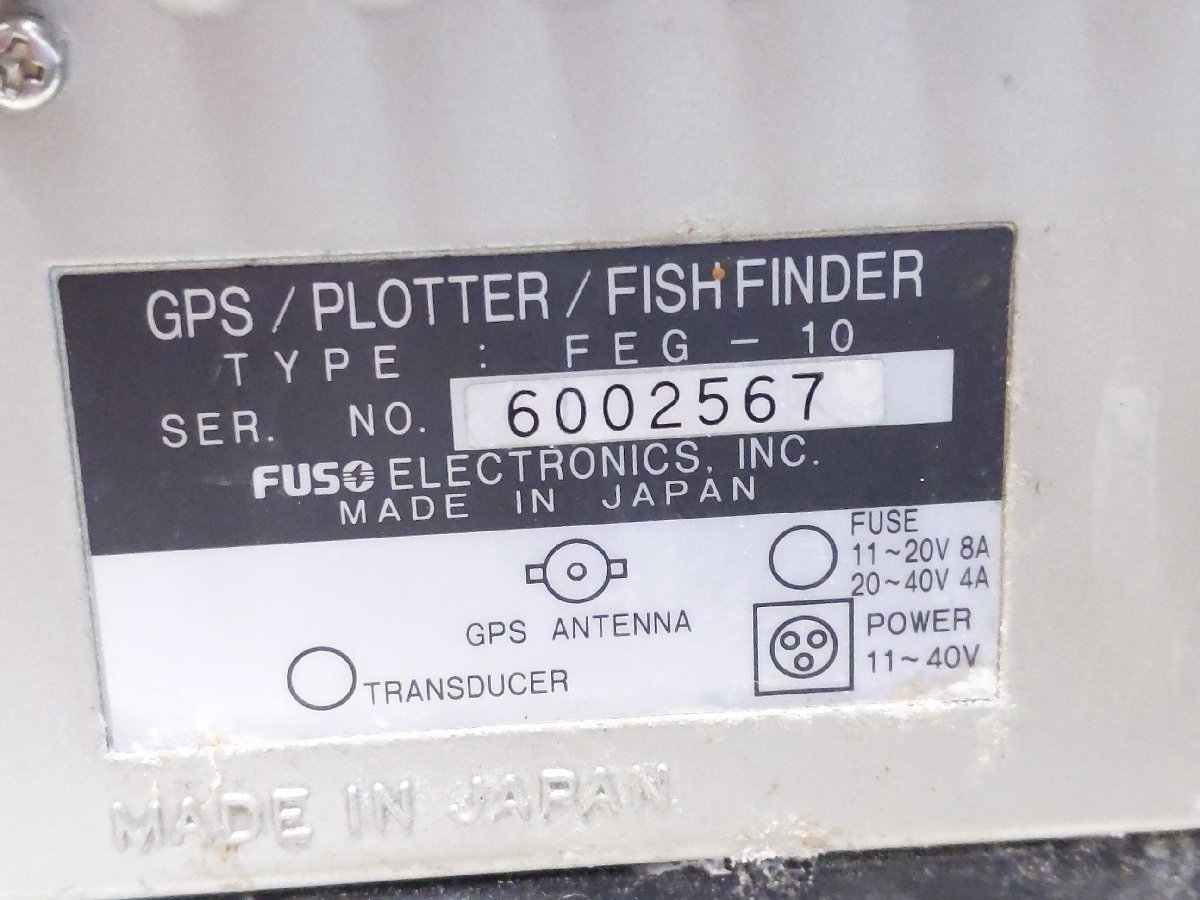 GPS / PLOTTER / FISH FINDER
TYPE : FEG - 10
SER. NO. 6002567
FUSO ELECTRONICS, INC.
MADE IN JAPAN
FUSE
11~20V 8A
20~40V 4A
GPS ANTENNA
POWER
11~40V
TRANSDUCER
MADE IN JAPAN